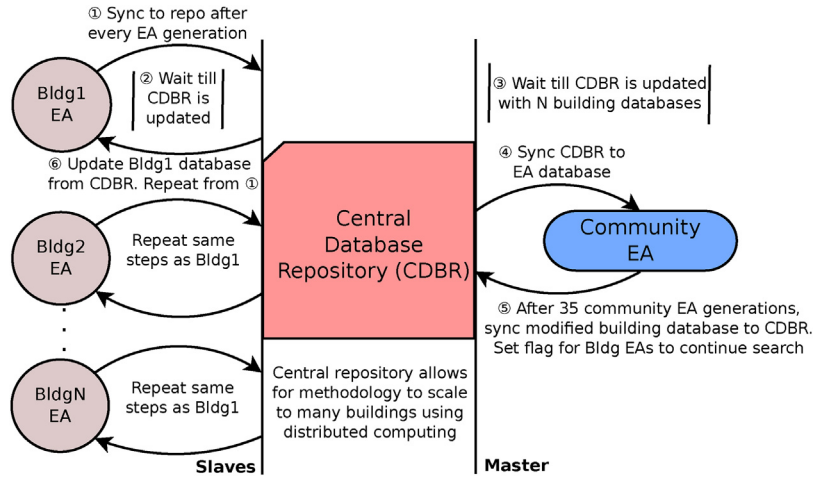 ① Sync to repo after
every EA generation
Bldg1
EA
② Wait till
CDBR is
updated
⑥ Update Bldg1 database
from CDBR. Repeat from ①
Bldg2
EA
Repeat same
steps as Bldg1
BldgN
EA
Repeat same
steps as Bldg1
Slaves
Central
Database
Repository (CDBR)
Central repository allows
for methodology to scale
to many buildings using
distributed computing
③ Wait till CDBR is updated
with N building databases
④ Sync CDBR to
EA database
Community
EA
⑤ After 35 community EA generations,
sync modified building database to CDBR.
Set flag for Bldg EAs to continue search
Master